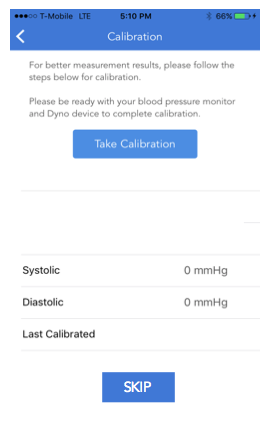 T-Mobile LTE 5:10 PM 66%
Calibration
For better measurement results, please follow the
steps below for calibration.
Please be ready with your blood pressure monitor
and Dyno device to complete calibration.
Take Calibration
Systolic 0 mmHg
Diastolic 0 mmHg
Last Calibrated
SKIP